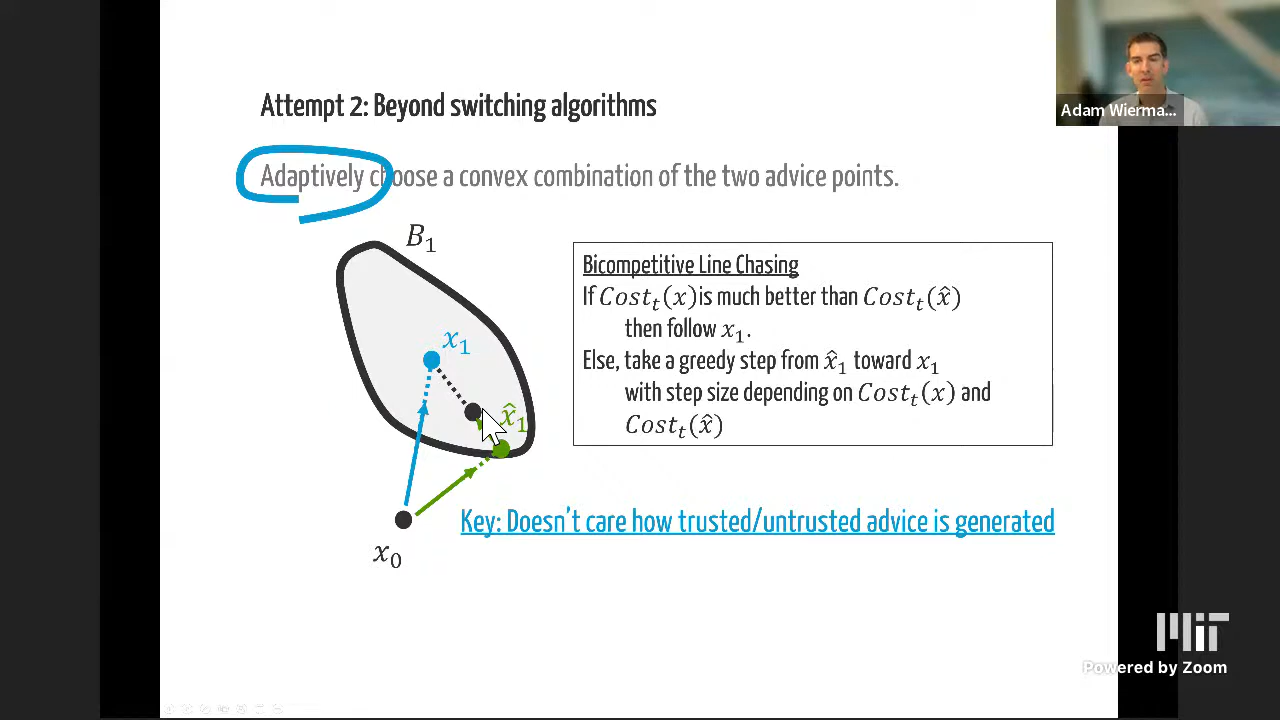 Attempt 2: Beyond switching algorithms
Adam Wierma...
Adaptively choose a convex combination of the two advice points.
B₁
Bicompetitive Line Chasing
If Costₜ(x) is much better than Costₜ(x̂)
then follow x₁.
Else, take a greedy step from x̂₁ toward x₁
with step size depending on Costₜ(x) and
Costₜ(x̂)
x₁
x̂₁
Key: Doesn't care how trusted/untrusted advice is generated
x₀
MIT
Powered by Zoom